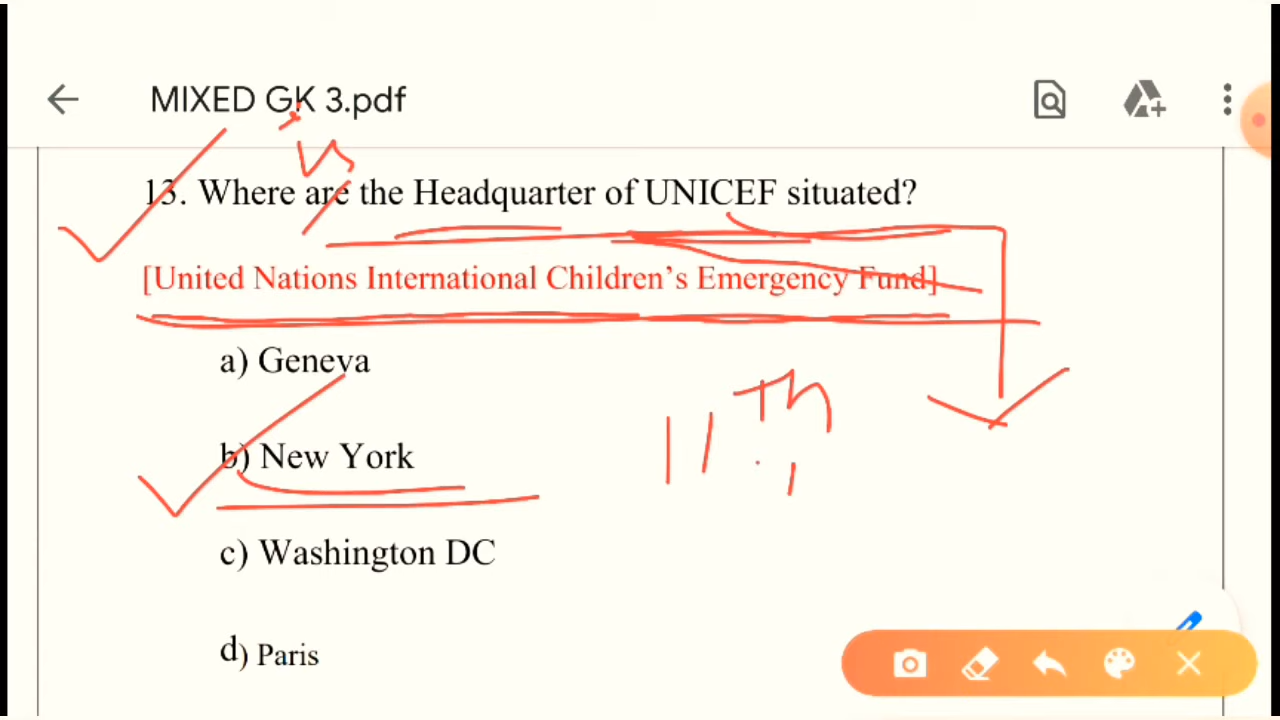 MIXED GK 3.pdf
13. Where are the Headquarter of UNICEF situated?
[United Nations International Children's Emergency Fund]
a) Geneva
11th
b) New York
c) Washington DC
d) Paris